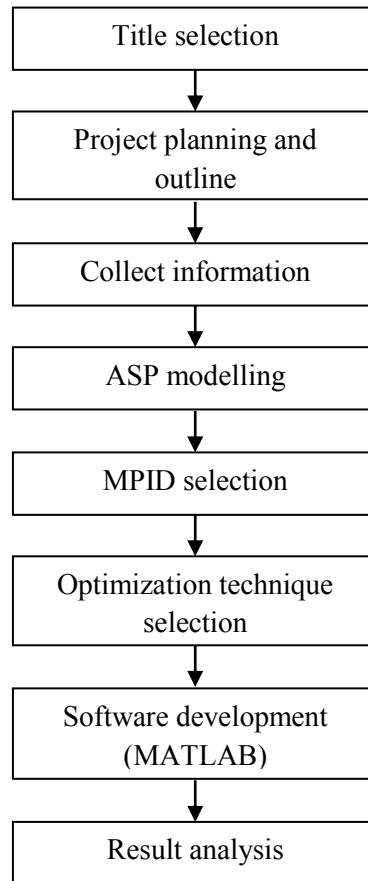 Title selection
Project planning and
outline
Collect information
ASP modelling
MPID selection
Optimization technique
selection
Software development
(MATLAB)
Result analysis